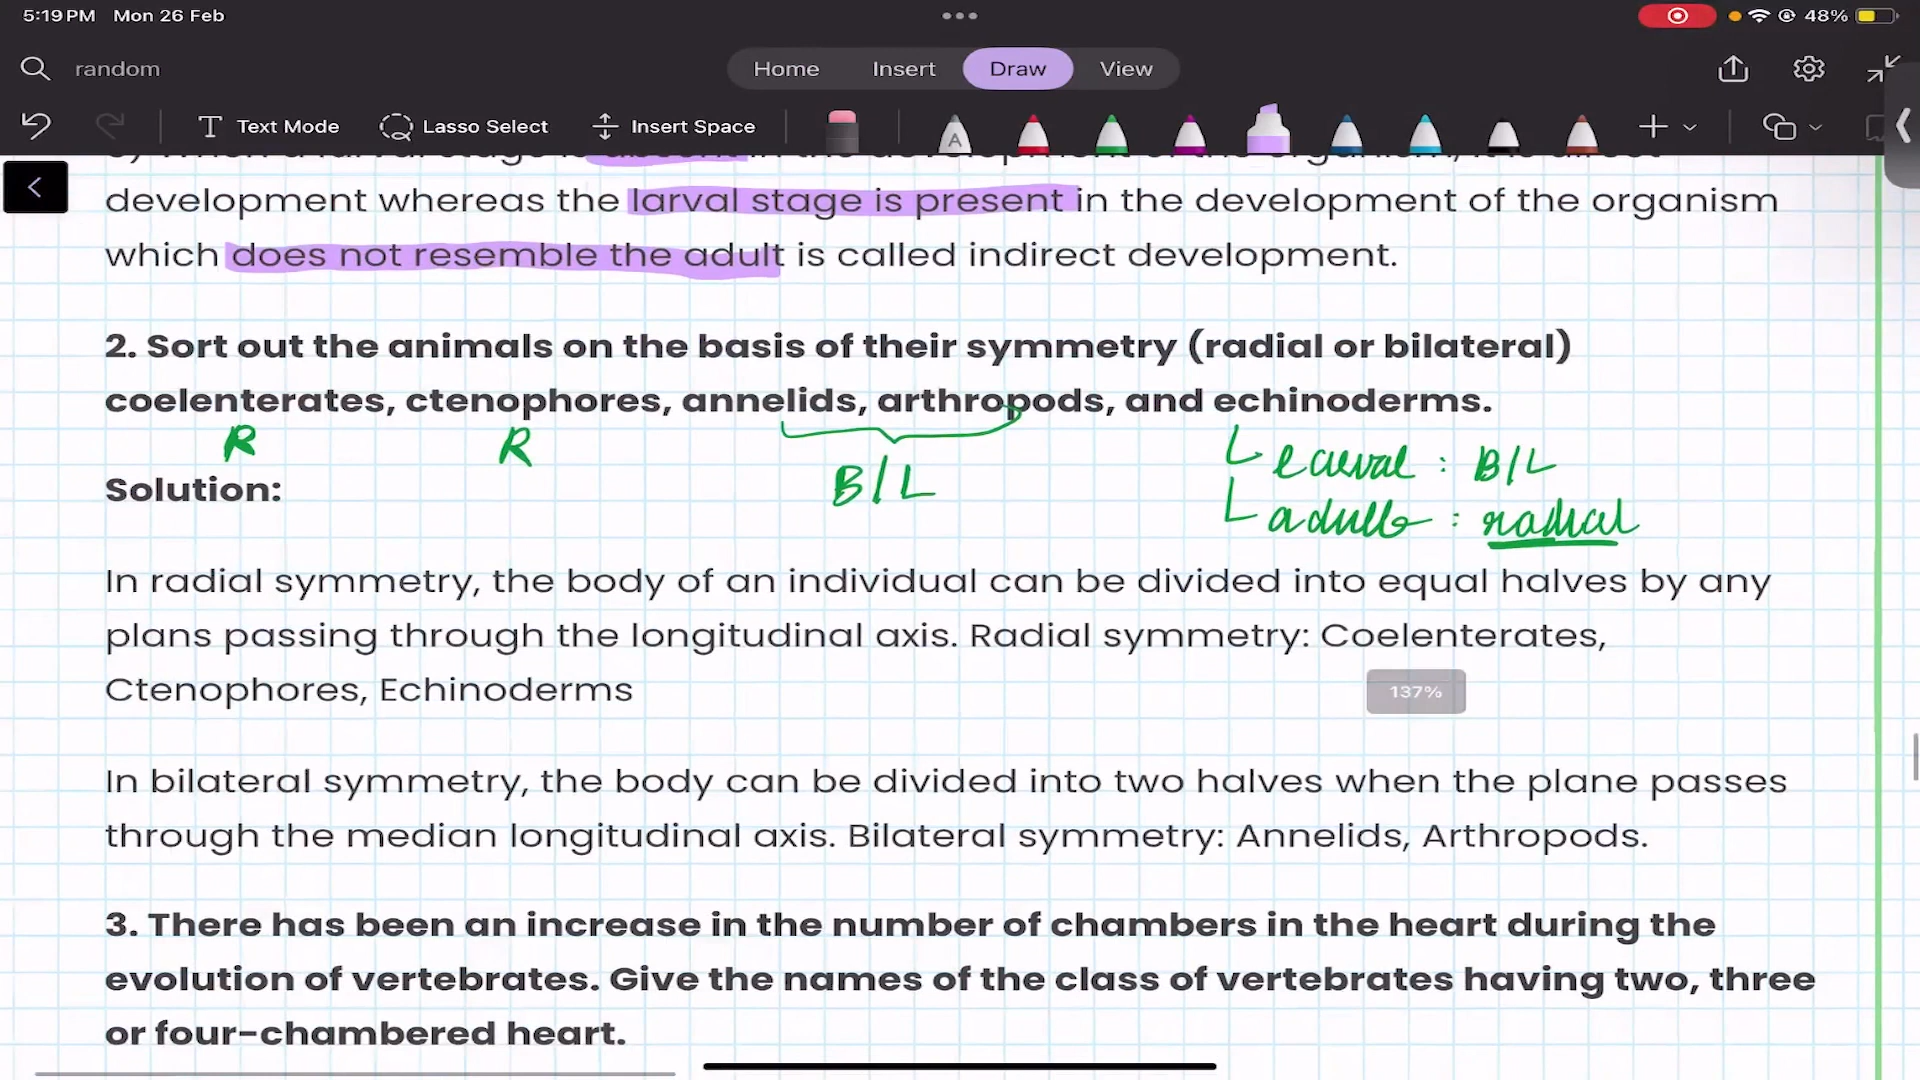 5:19 PM Mon 26 Feb
48%
random
Home Insert Draw View
Text Mode Lasso Select Insert Space
A
development whereas the larval stage is present in the development of the organism
which does not resemble the adult is called indirect development.
2. Sort out the animals on the basis of their symmetry (radial or bilateral)
coelenterates, ctenophores, annelids, arthropods, and echinoderms.
R R B/L
larval : B/L
adult : radial
Solution:
In radial symmetry, the body of an individual can be divided into equal halves by any
plans passing through the longitudinal axis. Radial symmetry: Coelenterates,
Ctenophores, Echinoderms
137%
In bilateral symmetry, the body can be divided into two halves when the plane passes
through the median longitudinal axis. Bilateral symmetry: Annelids, Arthropods.
3. There has been an increase in the number of chambers in the heart during the
evolution of vertebrates. Give the names of the class of vertebrates having two, three
or four-chambered heart.